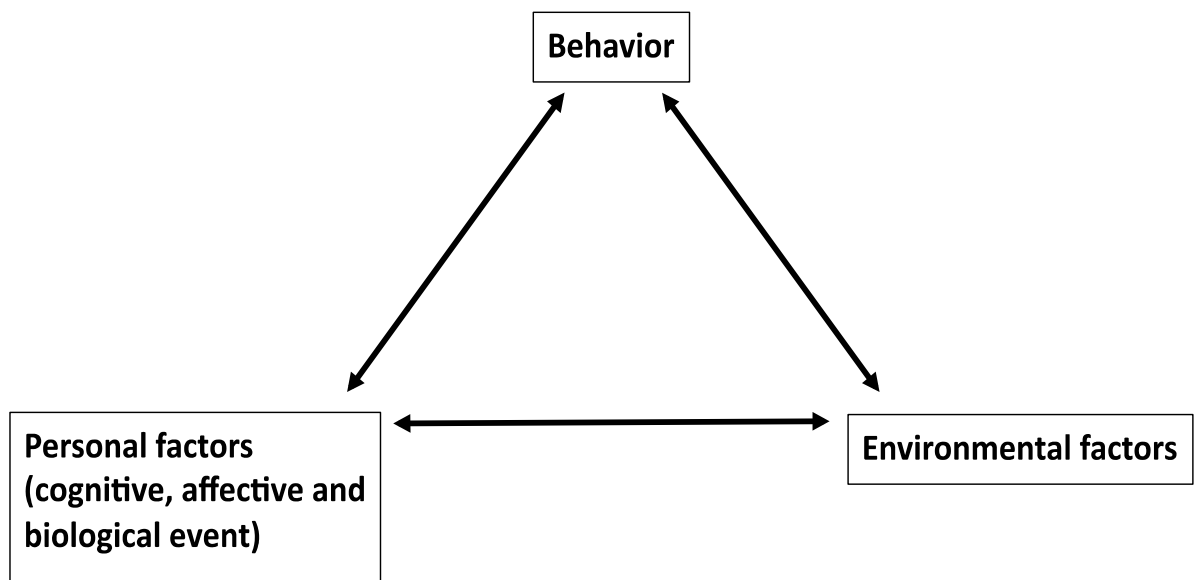 Behavior
Personal factors
(cognitive, affective and
biological event)
Environmental factors